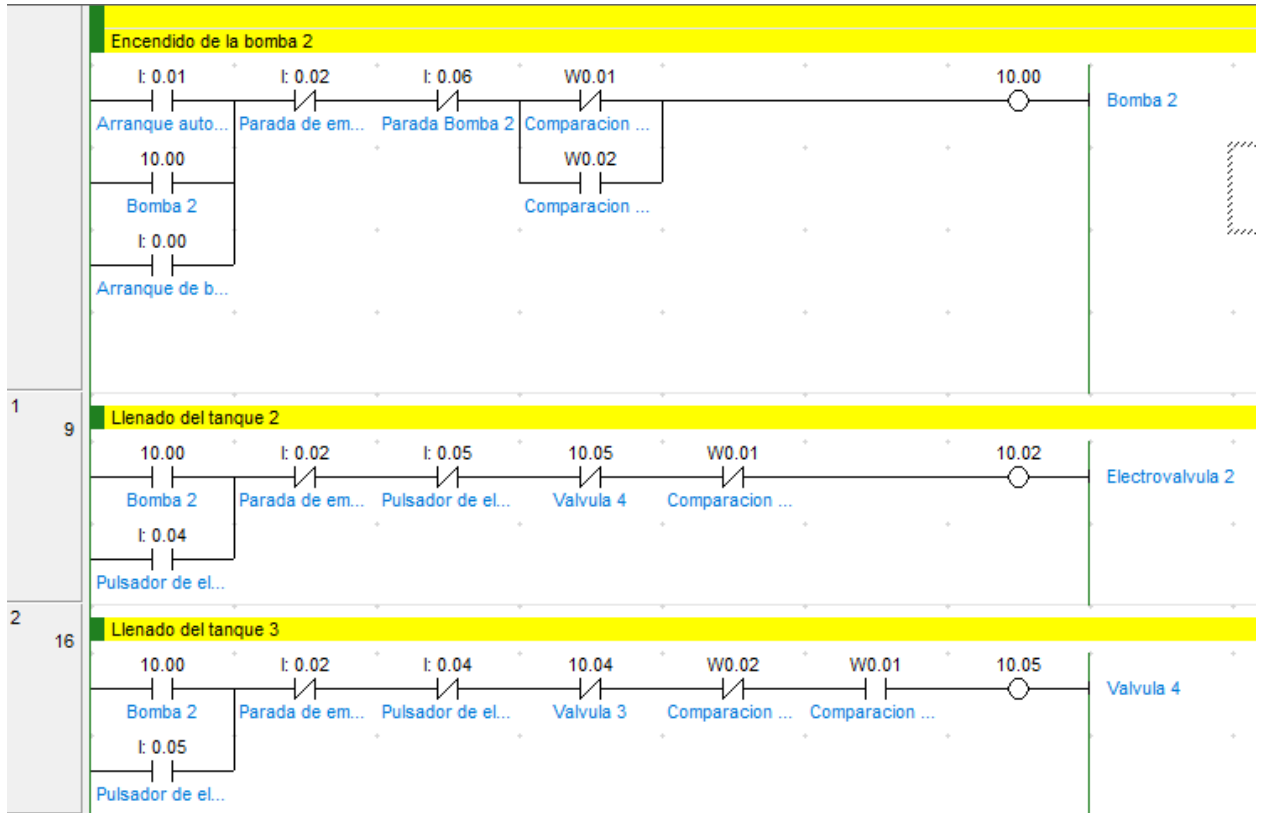 Encendido de la bomba 2
I: 0.01 I: 0.02 I: 0.06 W0.01 10.00
Arranque auto... Parada de em... Parada Bomba 2 Comparacion ... Bomba 2
10.00 W0.02
Bomba 2 Comparacion ...
I: 0.00
Arranque de b...
1
9
Llenado del tanque 2
10.00 I: 0.02 I: 0.05 10.05 W0.01 10.02
Bomba 2 Parada de em... Pulsador de el... Valvula 4 Comparacion ... Electrovalvula 2
I: 0.04
Pulsador de el...
2
16
Llenado del tanque 3
10.00 I: 0.02 I: 0.04 10.04 W0.02 W0.01 10.05
Bomba 2 Parada de em... Pulsador de el... Valvula 3 Comparacion ... Comparacion ... Valvula 4
I: 0.05
Pulsador de el...